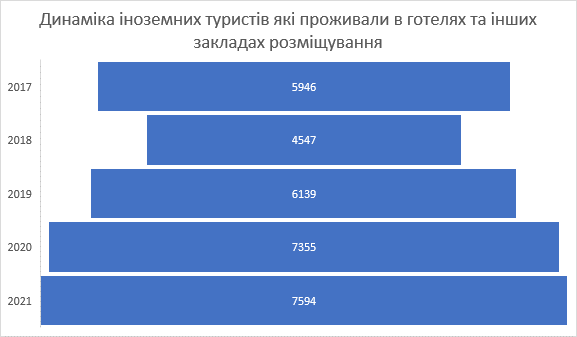 Динаміка іноземних туристів які проживали в готелях та інших
закладах розміщування
2017 5946
2018 4547
2019 6139
2020 7355
2021 7594